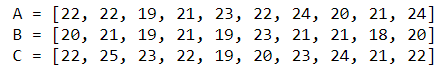 A = [22, 22, 19, 21, 23, 22, 24, 20, 21, 24]
B = [20, 21, 19, 21, 19, 23, 21, 21, 18, 20]
C = [22, 25, 23, 22, 19, 20, 23, 24, 21, 22]